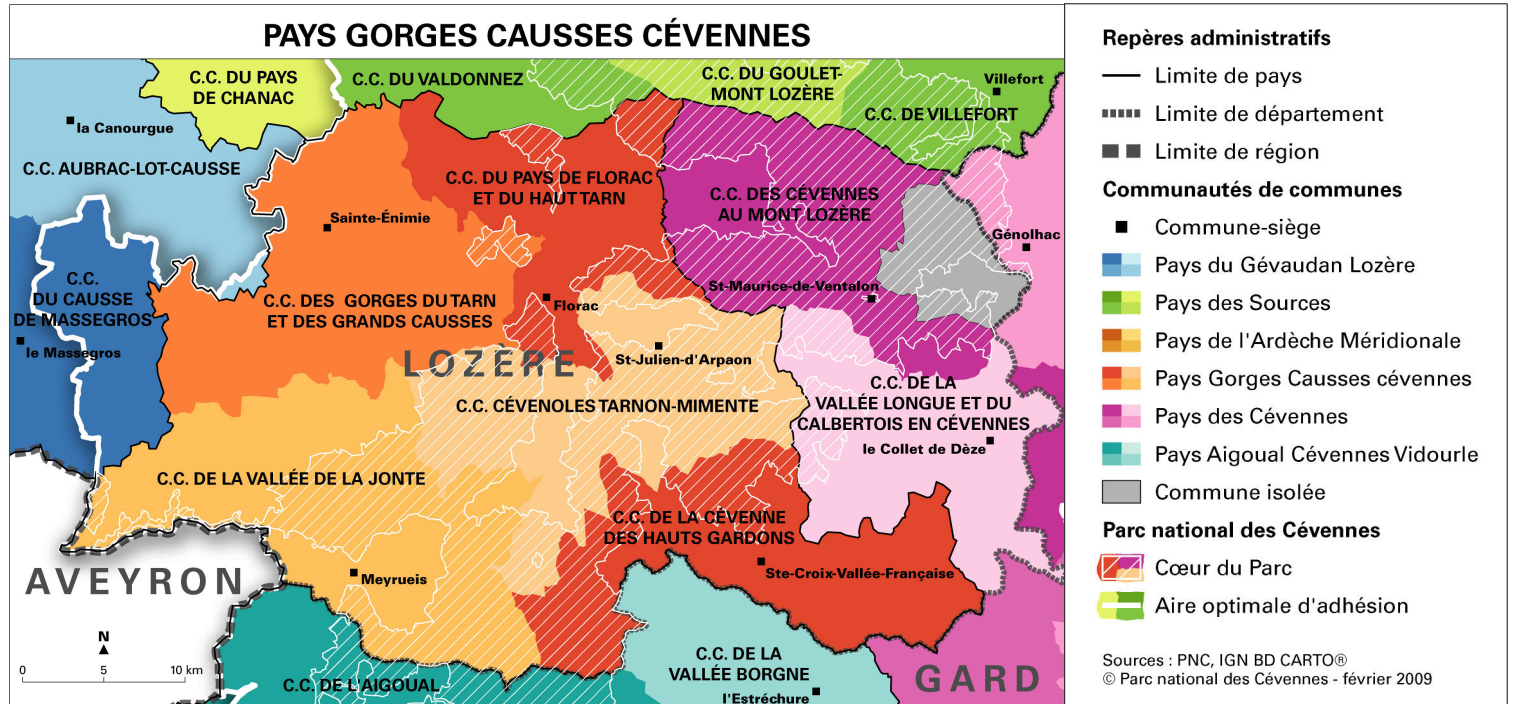 PAYS GORGES CAUSSES CÉVENNES
C.C. DU PAYS
DE CHANAC
C.C. DU VALDONNEZ
C.C. DU GOULET-
MONT LOZÈRE
Villefort
C.C. DE VILLEFORT
la Canourgue
C.C. AUBRAC-LOT-CAUSSE
C.C. DU PAYS DE FLORAC
ET DU HAUT TARN
C.C. DES CÉVENNES
AU MONT LOZÈRE
Sainte-Énimie
Génolhac
C.C.
DU CAUSSE
DE MASSEGROS
le Massegros
C.C. DES GORGES DU TARN
ET DES GRANDS CAUSSES
Florac
St-Maurice-de-Ventalon
LOZÈRE
St-Julien-d'Arpaon
C.C. CÉVENOLES TARNON-MIMENTE
C.C. DE LA
VALLÉE LONGUE ET DU
CALBERTOIS EN CÉVENNES
le Collet de Dèze
C.C. DE LA VALLÉE DE LA JONTE
C.C. DE LA CÉVENNE
DES HAUTS GARDONS
AVEYRON
Meyrueis
Ste-Croix-Vallée-Française
N
0 5 10 km
C.C. DE L'AIGOUAL
C.C. DE LA
VALLÉE BORGNE
l'Estréchure
GARD
Repères administratifs
Limite de pays
Limite de département
Limite de région
Communautés de communes
Commune-siège
Pays du Gévaudan Lozère
Pays des Sources
Pays de l'Ardèche Méridionale
Pays Gorges Causses cévennes
Pays des Cévennes
Pays Aigoual Cévennes Vidourle
Commune isolée
Parc national des Cévennes
Cœur du Parc
Aire optimale d'adhésion
Sources : PNC, IGN BD CARTO®
© Parc national des Cévennes - février 2009